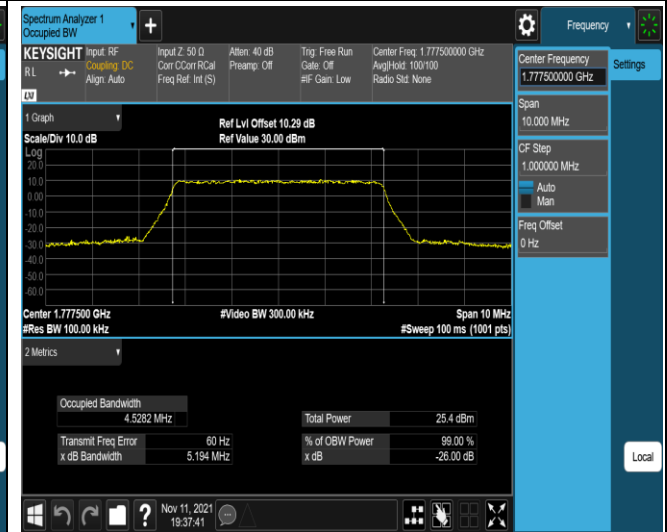 Spectrum Analyzer 1
Occupied BW
Frequency
KEYSIGHT
RL
LXI
Input: RF
Coupling: DC
Align: Auto
Input Z: 50 Ω
Corr CCorr RCal
Freq Ref: Int (S)
Atten: 40 dB
Preamp: Off
Trig: Free Run
Gate: Off
#IF Gain: Low
Center Freq: 1.777500000 GHz
Avg|Hold: 100/100
Radio Std: None
Center Frequency
1.777500000 GHz
Settings
Span
10.000 MHz
CF Step
1.000000 MHz
Auto
Man
Freq Offset
0 Hz
1 Graph
Scale/Div 10.0 dB
Ref Lvl Offset 10.29 dB
Ref Value 30.00 dBm
Log
20.0
10.0
0.00
-10.0
-20.0
-30.0
-40.0
-50.0
-60.0
Center 1.777500 GHz
#Video BW 300.00 kHz
Span 10 MHz
#Res BW 100.00 kHz
#Sweep 100 ms (1001 pts)
2 Metrics
Occupied Bandwidth
4.5282 MHz
Total Power 25.4 dBm
Transmit Freq Error 60 Hz
% of OBW Power 99.00 %
x dB Bandwidth 5.194 MHz
x dB -26.00 dB
Local
Nov 11, 2021
19:37:41